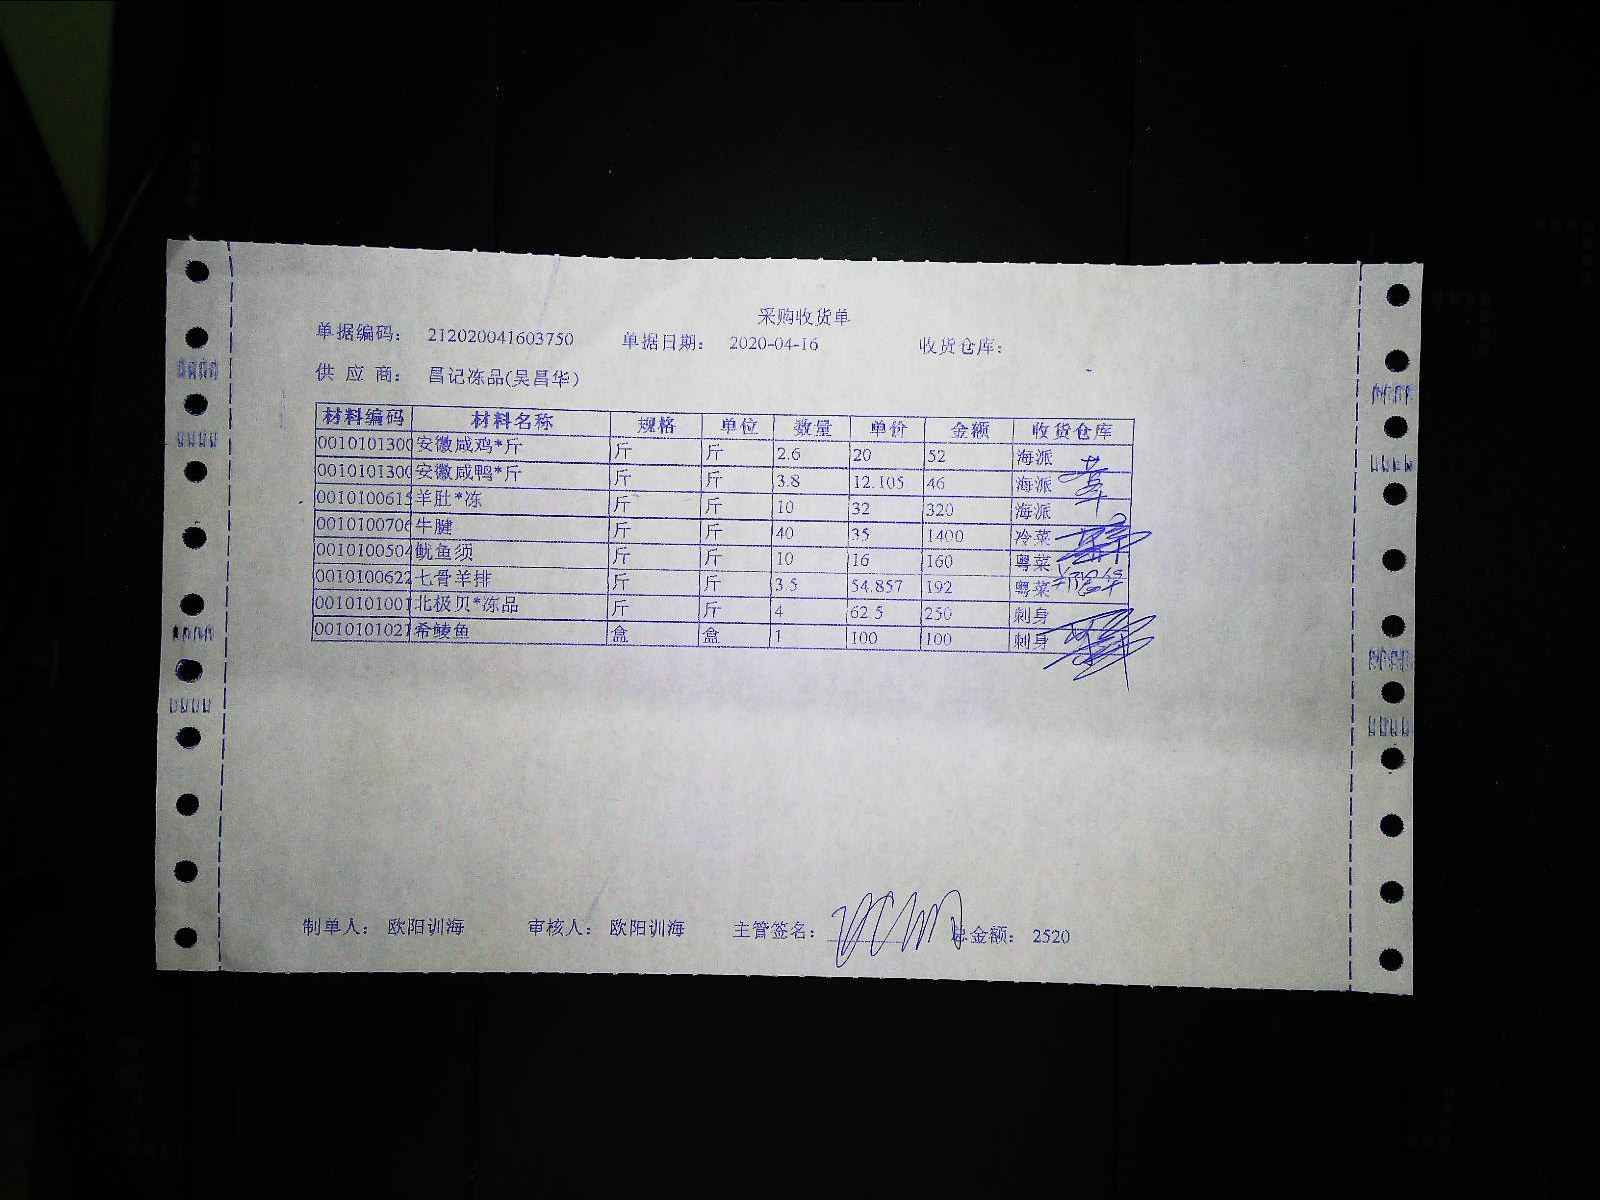 采购收货单
单据编码： 212020041603750 单据日期： 2020-04-16 收货仓库：
供 应 商： 昌记冻品(吴昌华)
材料编码 材料名称 规格 单位 数量 单价 金额 收货仓库
0010101300 安徽咸鸡*斤 斤 斤 2.6 20 52 海派
0010101300 安徽咸鸭*斤 斤 斤 3.8 12.105 46 海派
0010100615 羊肚*冻 斤 斤 10 32 320 海派
0010100706 牛腱 斤 斤 40 35 1400 冷菜
0010100504 鱿鱼须 斤 斤 10 16 160 粤菜
0010100622 七骨羊排 斤 斤 3.5 54.857 192 粤菜
0010101001 北极贝*冻品 斤 斤 4 62.5 250 刺身
0010101021 希鲮鱼 盒 盒 1 100 100 刺身
制单人： 欧阳训海 审核人： 欧阳训海 主管签名： 总金额： 2520